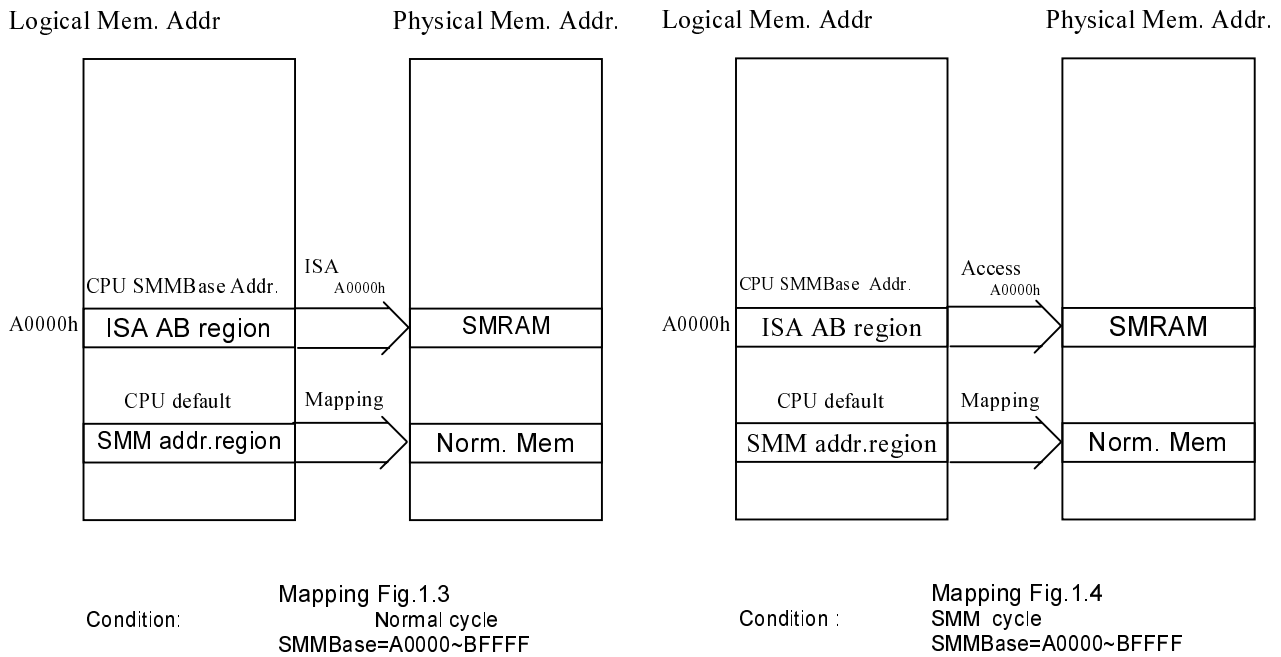 Logical Mem. Addr
Physical Mem. Addr.
CPU SMMBase Addr.
ISA
A0000h
A0000h
ISA AB region
SMRAM
CPU default
Mapping
SMM addr.region
Norm. Mem
Mapping Fig.1.3
Condition:
Normal cycle
SMMBase=A0000~BFFFF
Logical Mem. Addr
Physical Mem. Addr.
CPU SMMBase Addr.
Access
A0000h
A0000h
ISA AB region
SMRAM
CPU default
Mapping
SMM addr.region
Norm. Mem
Mapping Fig.1.4
Condition :
SMM cycle
SMMBase=A0000~BFFFF